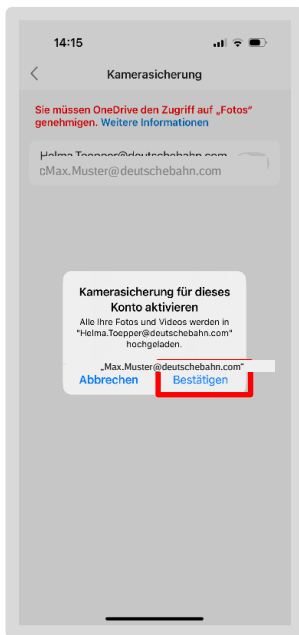 14:15
Kamerasicherung
Sie müssen OneDrive den Zugriff auf „Fotos"
genehmigen. Weitere Informationen
Helma.Toepper@deutschebahn.com
cMax.Muster@deutschebahn.com
Kamerasicherung für dieses
Konto aktivieren
Alle Ihre Fotos und Videos werden in
"Helma.Toepper@deutschebahn.com"
hochgeladen.
„Max.Muster@deutschebahn.com"
Abbrechen Bestätigen